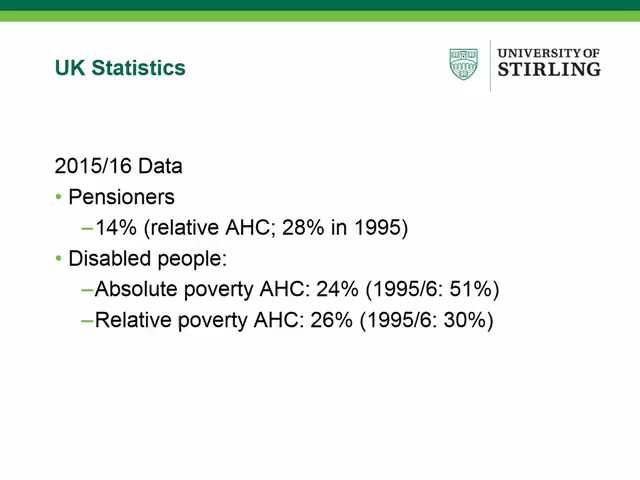 UK Statistics
UNIVERSITY OF
STIRLING
2015/16 Data
• Pensioners
–14% (relative AHC; 28% in 1995)
• Disabled people:
–Absolute poverty AHC: 24% (1995/6: 51%)
–Relative poverty AHC: 26% (1995/6: 30%)